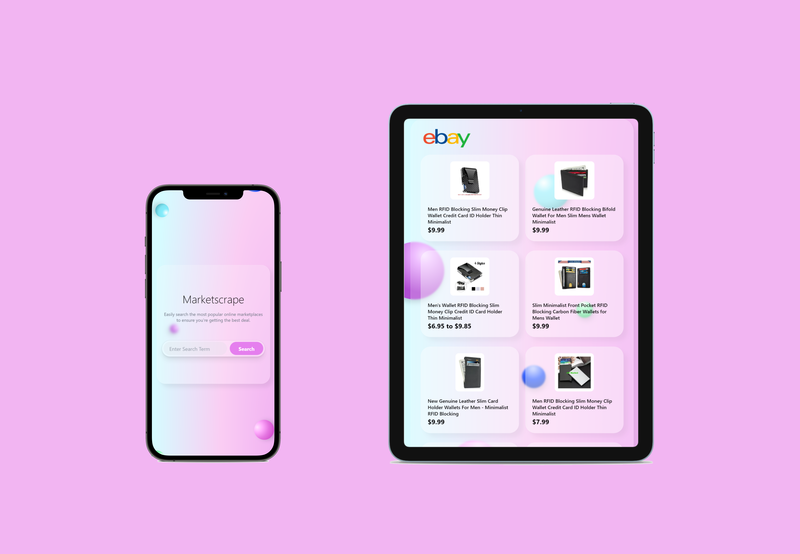 Marketscrape
Easily search the most popular online marketplaces
to ensure you're getting the best deal.
Enter Search Term
Search
ebay
Men RFID Blocking Slim Money Clip
Wallet Credit Card ID Holder Thin
Minimalist
$9.99
Genuine Leather RFID Blocking Bifold
Wallet For Men Slim Mens Wallet
Minimalist
$9.99
Men's Wallet RFID Blocking Slim
Money Clip Credit Card ID Holder
Thin Minimalist
$6.95 to $9.85
Slim Minimalist Front Pocket RFID
Blocking Carbon Fiber Wallets for
Mens Wallet
$9.99
New Genuine Leather Slim Card
Holder Wallets For Men - Minimalist
RFID Blocking
$9.99
Men RFID Blocking Slim Money Clip
Wallet Credit Card ID Holder Thin
Minimalist
$7.99